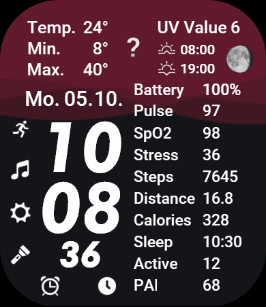 Temp. 24°
Min. 8°
Max. 40°
?
UV Value 6
08:00
19:00
Mo. 05.10.
10
08
36
Battery 100%
Pulse 97
SpO2 98
Stress 36
Steps 7645
Distance 16.8
Calories 328
Sleep 10:30
Active 12
PAI 68